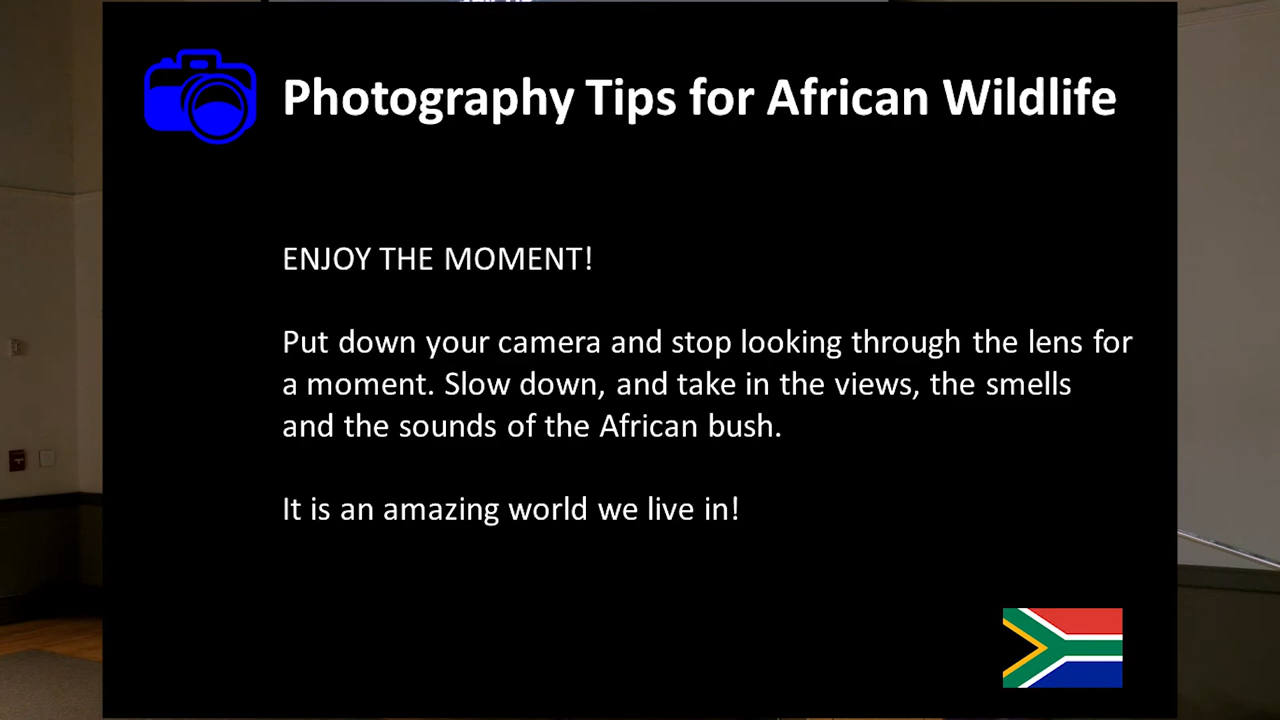 Photography Tips for African Wildlife
ENJOY THE MOMENT!
Put down your camera and stop looking through the lens for
a moment. Slow down, and take in the views, the smells
and the sounds of the African bush.
It is an amazing world we live in!